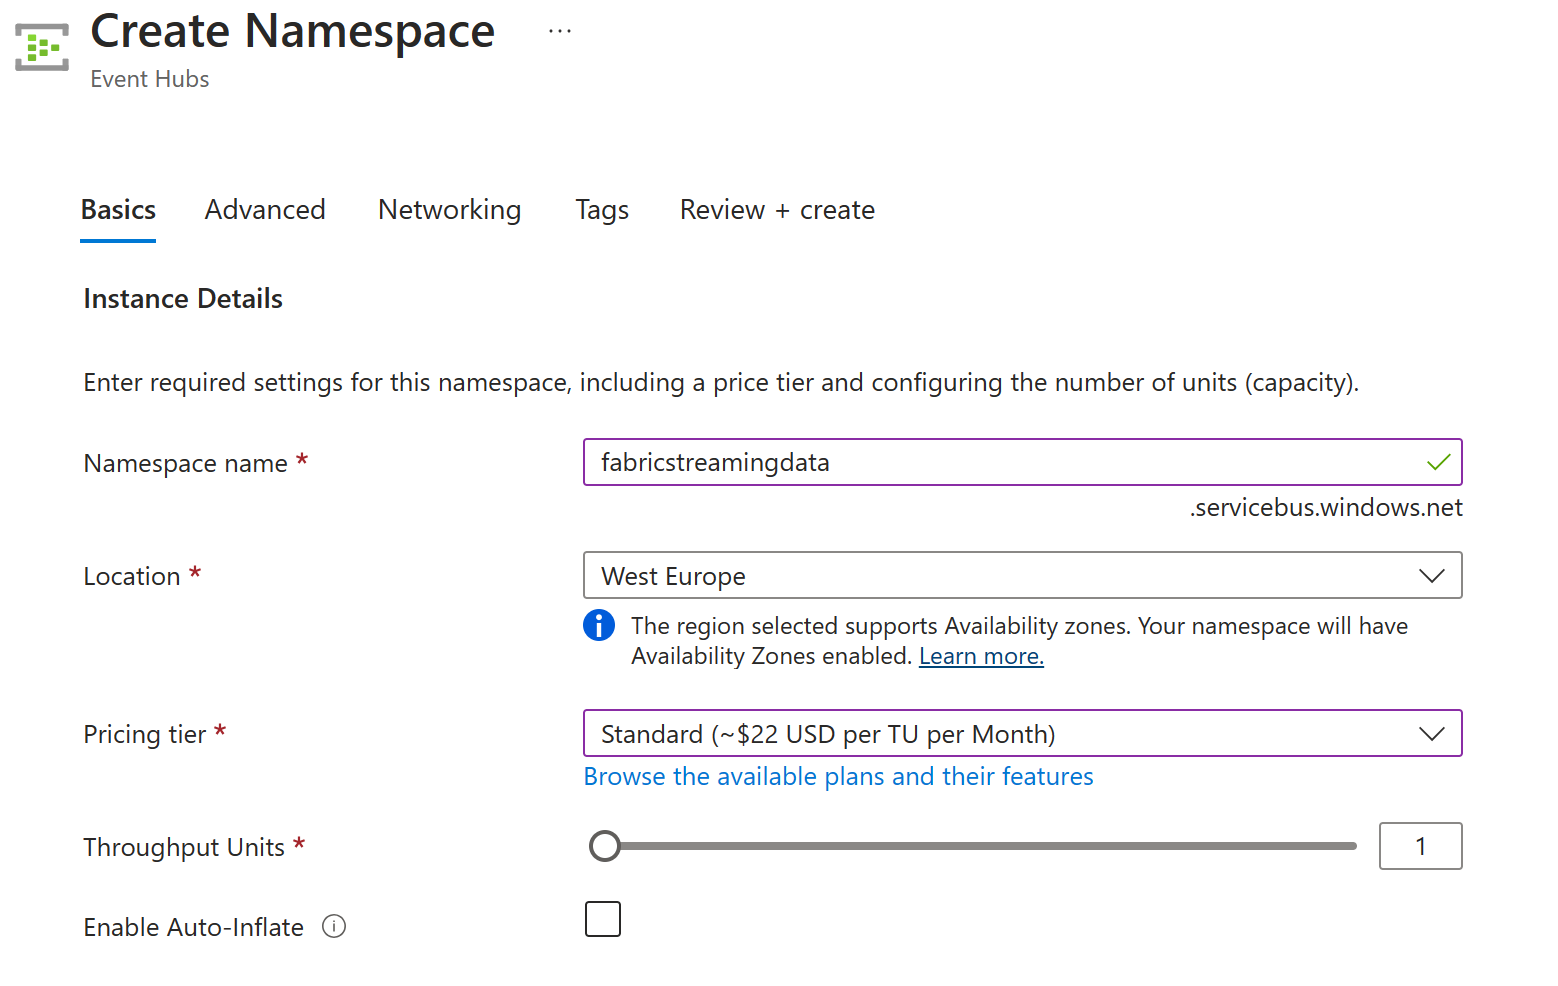 Create Namespace ...
Event Hubs
Basics Advanced Networking Tags Review + create
Instance Details
Enter required settings for this namespace, including a price tier and configuring the number of units (capacity).
Namespace name * fabricstreamingdata
.servicebus.windows.net
Location * West Europe
The region selected supports Availability zones. Your namespace will have
Availability Zones enabled. Learn more.
Pricing tier * Standard (~$22 USD per TU per Month)
Browse the available plans and their features
Throughput Units * 1
Enable Auto-Inflate